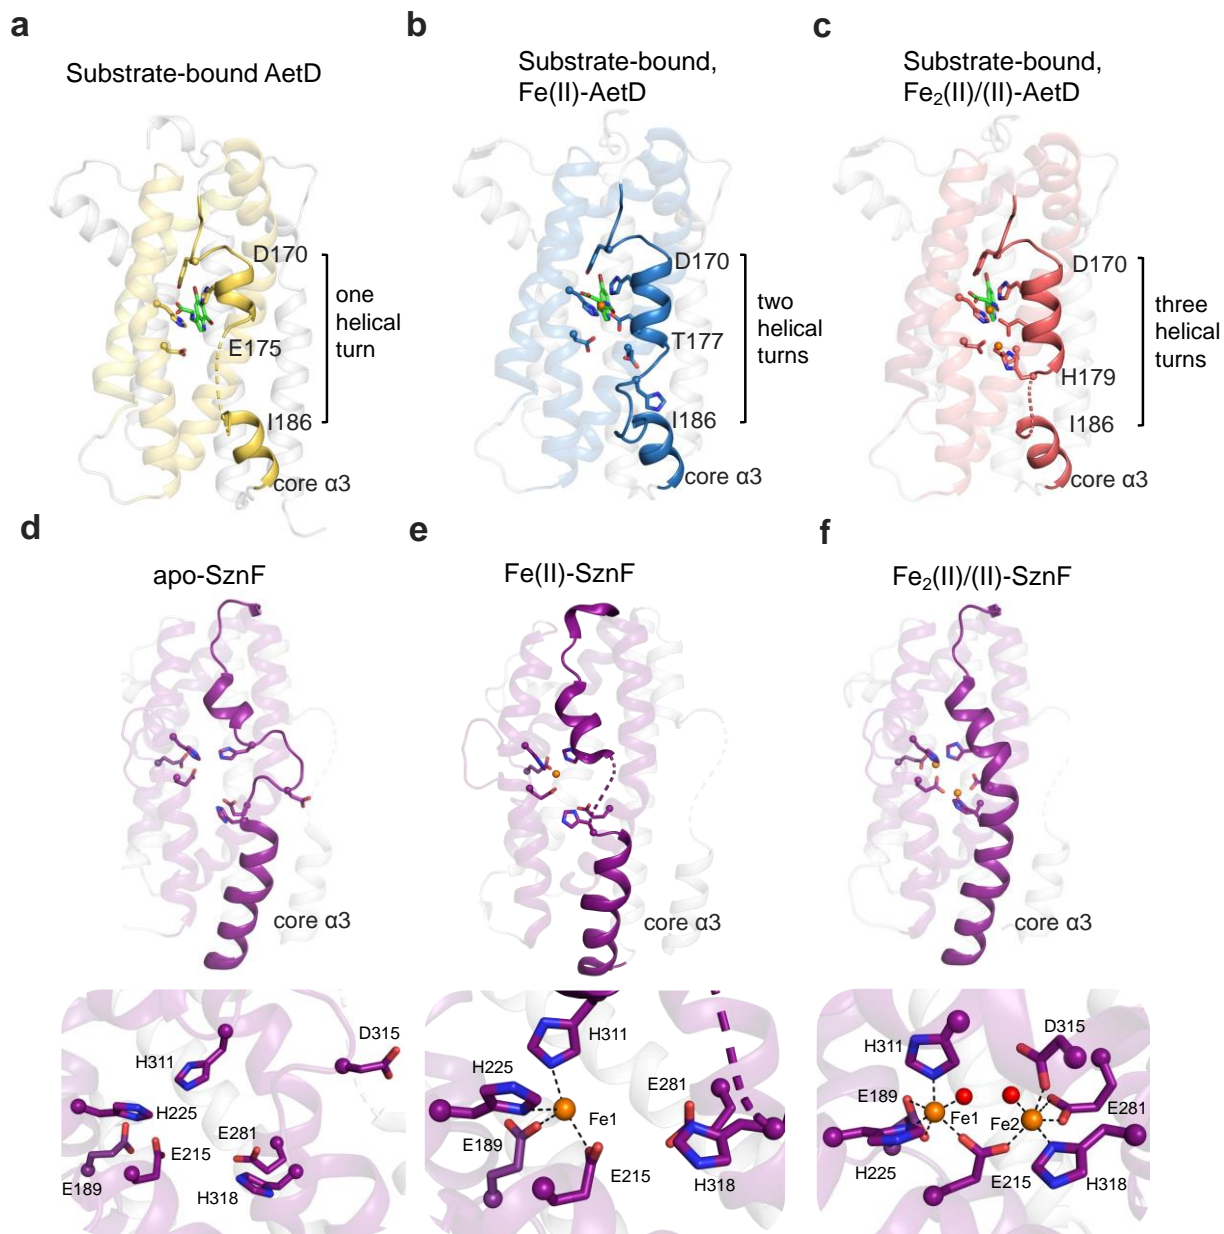 a
Substrate-bound AetD
D170
one
helical
turn
E175
I186
core α3
b
Substrate-bound,
Fe(II)-AetD
D170
two
helical
turns
T177
I186
core α3
c
Substrate-bound,
Fe₂(II)/(II)-AetD
D170
three
helical
turns
H179
I186
core α3
d
apo-SznF
core α3
D315
H311
H225
E281
E215
E189
H318
e
Fe(II)-SznF
core α3
H311
H225
E281
Fe1
E189
E215
H318
f
Fe₂(II)/(II)-SznF
core α3
D315
H311
E189
E281
Fe1
Fe2
H225
E215
H318